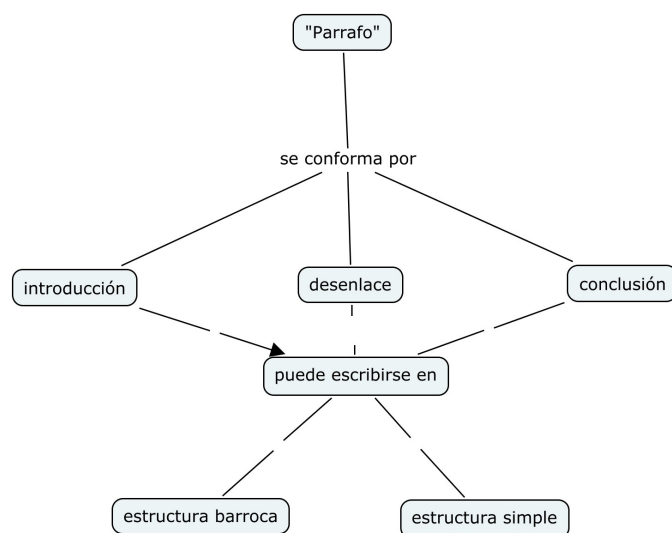 "Parrafo"
se conforma por
introducción
desenlace
conclusión
puede escribirse en
estructura barroca
estructura simple